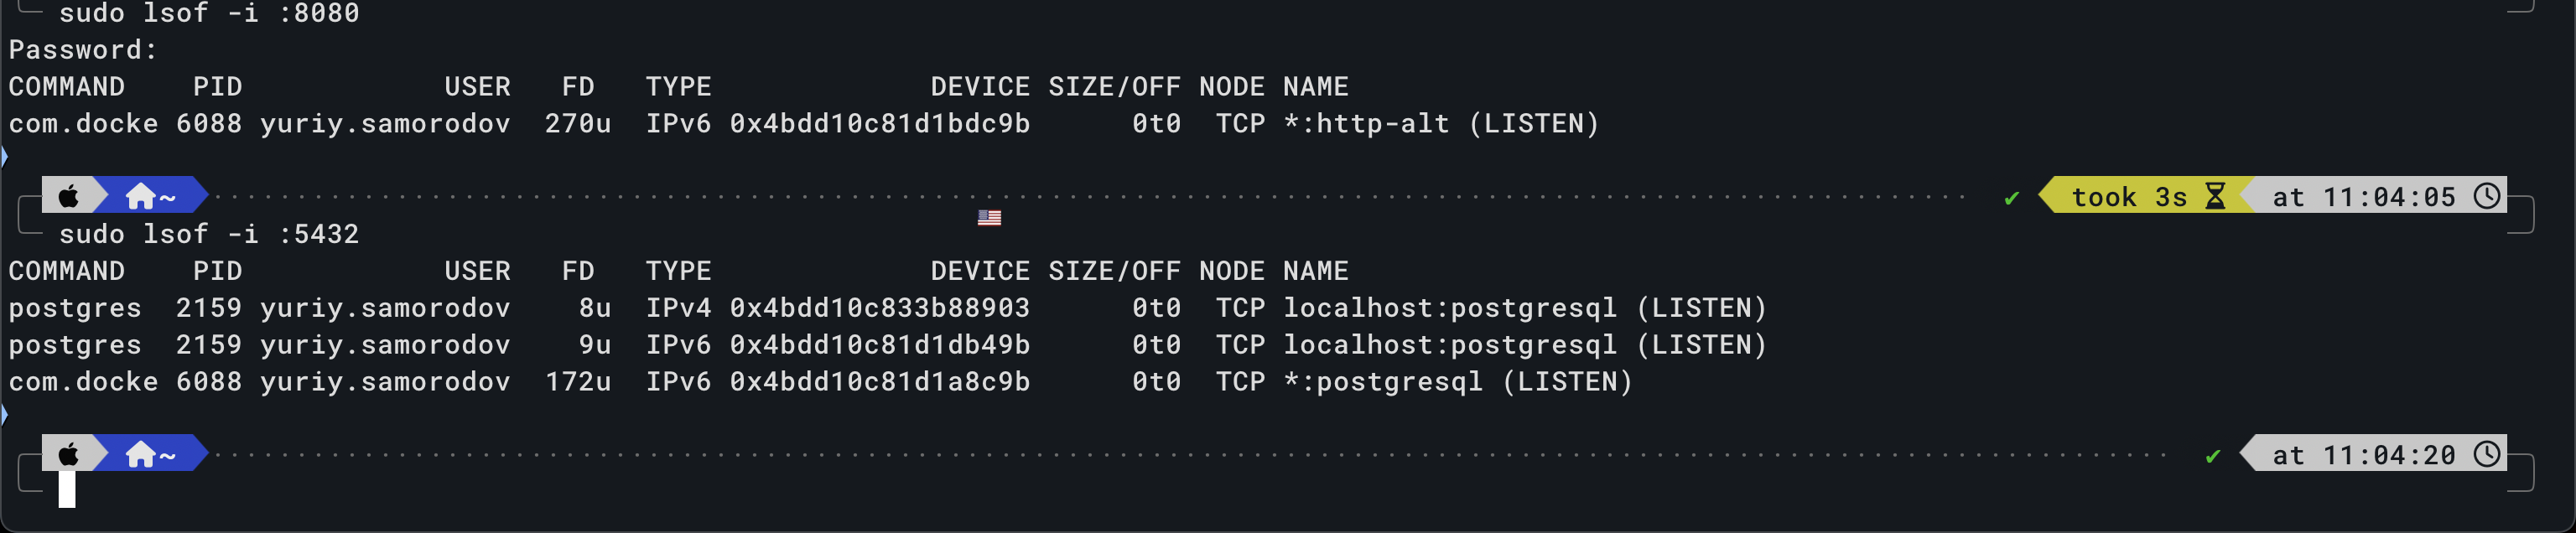 sudo lsof -i :8080
Password:
COMMAND    PID            USER   FD   TYPE             DEVICE SIZE/OFF NODE NAME
com.docke 6088 yuriy.samorodov  270u  IPv6 0x4bdd10c81d1bdc9b      0t0  TCP *:http-alt (LISTEN)
~ ✔ took 3s at 11:04:05
sudo lsof -i :5432
COMMAND    PID            USER   FD   TYPE             DEVICE SIZE/OFF NODE NAME
postgres  2159 yuriy.samorodov    8u  IPv4 0x4bdd10c833b88903      0t0  TCP localhost:postgresql (LISTEN)
postgres  2159 yuriy.samorodov    9u  IPv6 0x4bdd10c81d1db49b      0t0  TCP localhost:postgresql (LISTEN)
com.docke 6088 yuriy.samorodov  172u  IPv6 0x4bdd10c81d1a8c9b      0t0  TCP *:postgresql (LISTEN)
~ ✔ at 11:04:20